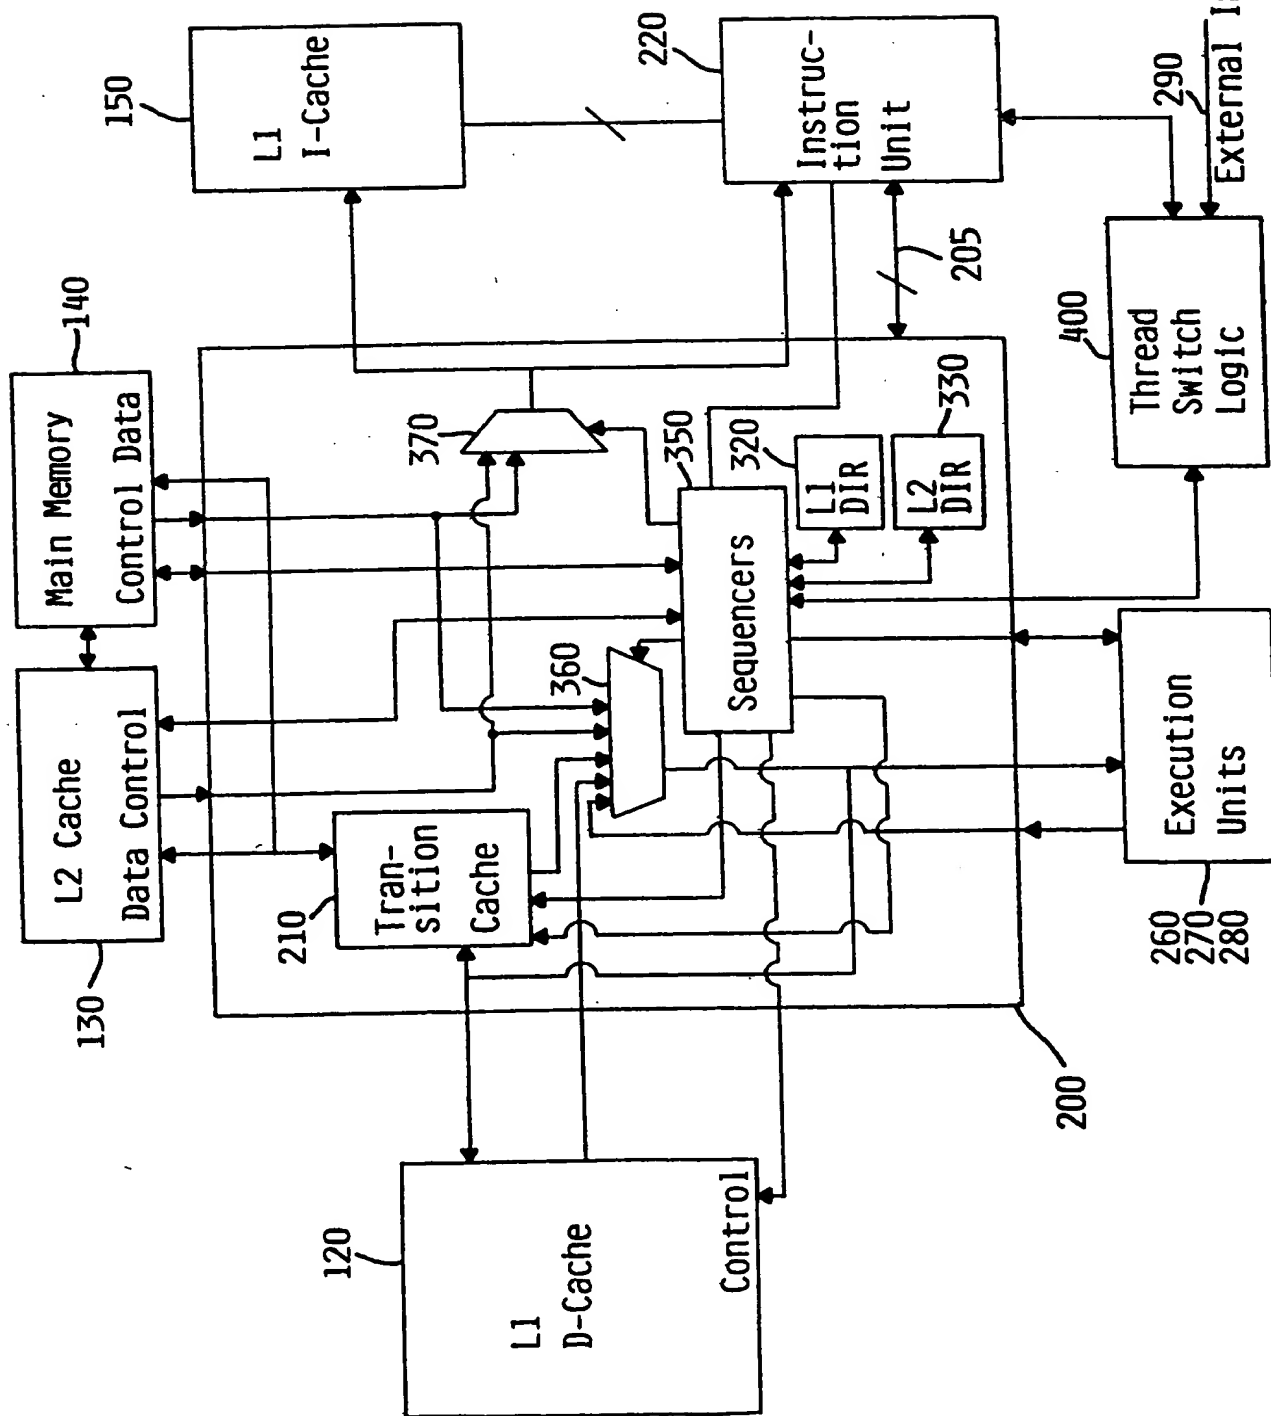 140
Main Memory
Control Data
L2 Cache
Data Control
130
150
L1
I-Cache
220
Instruc-
tion
Unit
205
290
External
400
Thread
Switch
Logic
370
350
320
L1
DIR
330
L2
DIR
Sequencers
360
210
Tran-
sition
Cache
200
120
L1
D-Cache
Control
Execution
Units
260
270
280